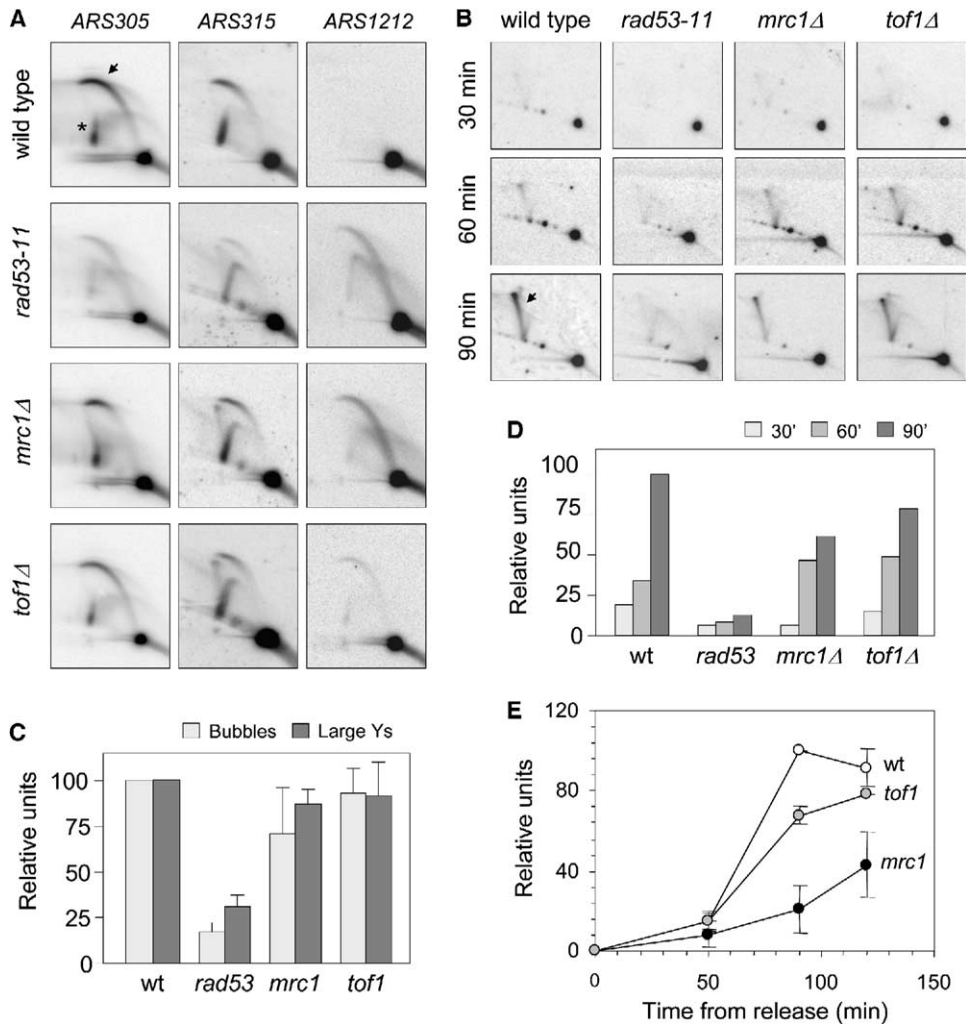 A
ARS305 ARS315 ARS1212
wild type
*
rad53-11
mrc1Δ
tof1Δ
B
wild type rad53-11 mrc1Δ tof1Δ
30 min
60 min
90 min
C
Bubbles Large Ys
Relative units
100
75
50
25
0
wt rad53 mrc1 tof1
D
30' 60' 90'
Relative units
100
75
50
25
0
wt rad53 mrc1Δ tof1Δ
E
Relative units
120
80
40
0
wt
tof1
mrc1
0 50 100 150
Time from release (min)